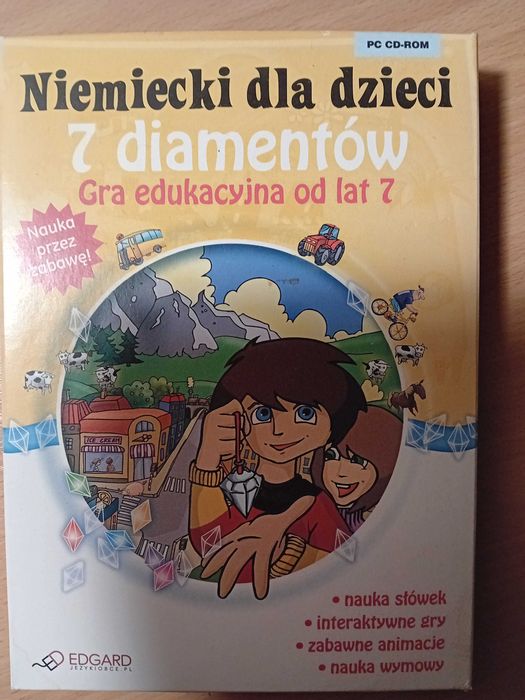 PC CD-ROM
Niemiecki dla dzieci
7 diamentów
Gra edukacyjna od lat 7
Nauka
przez
zabawę!
ICE CREAM
• nauka słówek
• interaktywne gry
• zabawne animacje
• nauka wymowy
EDGARD
JEZYKIOBCE.PL